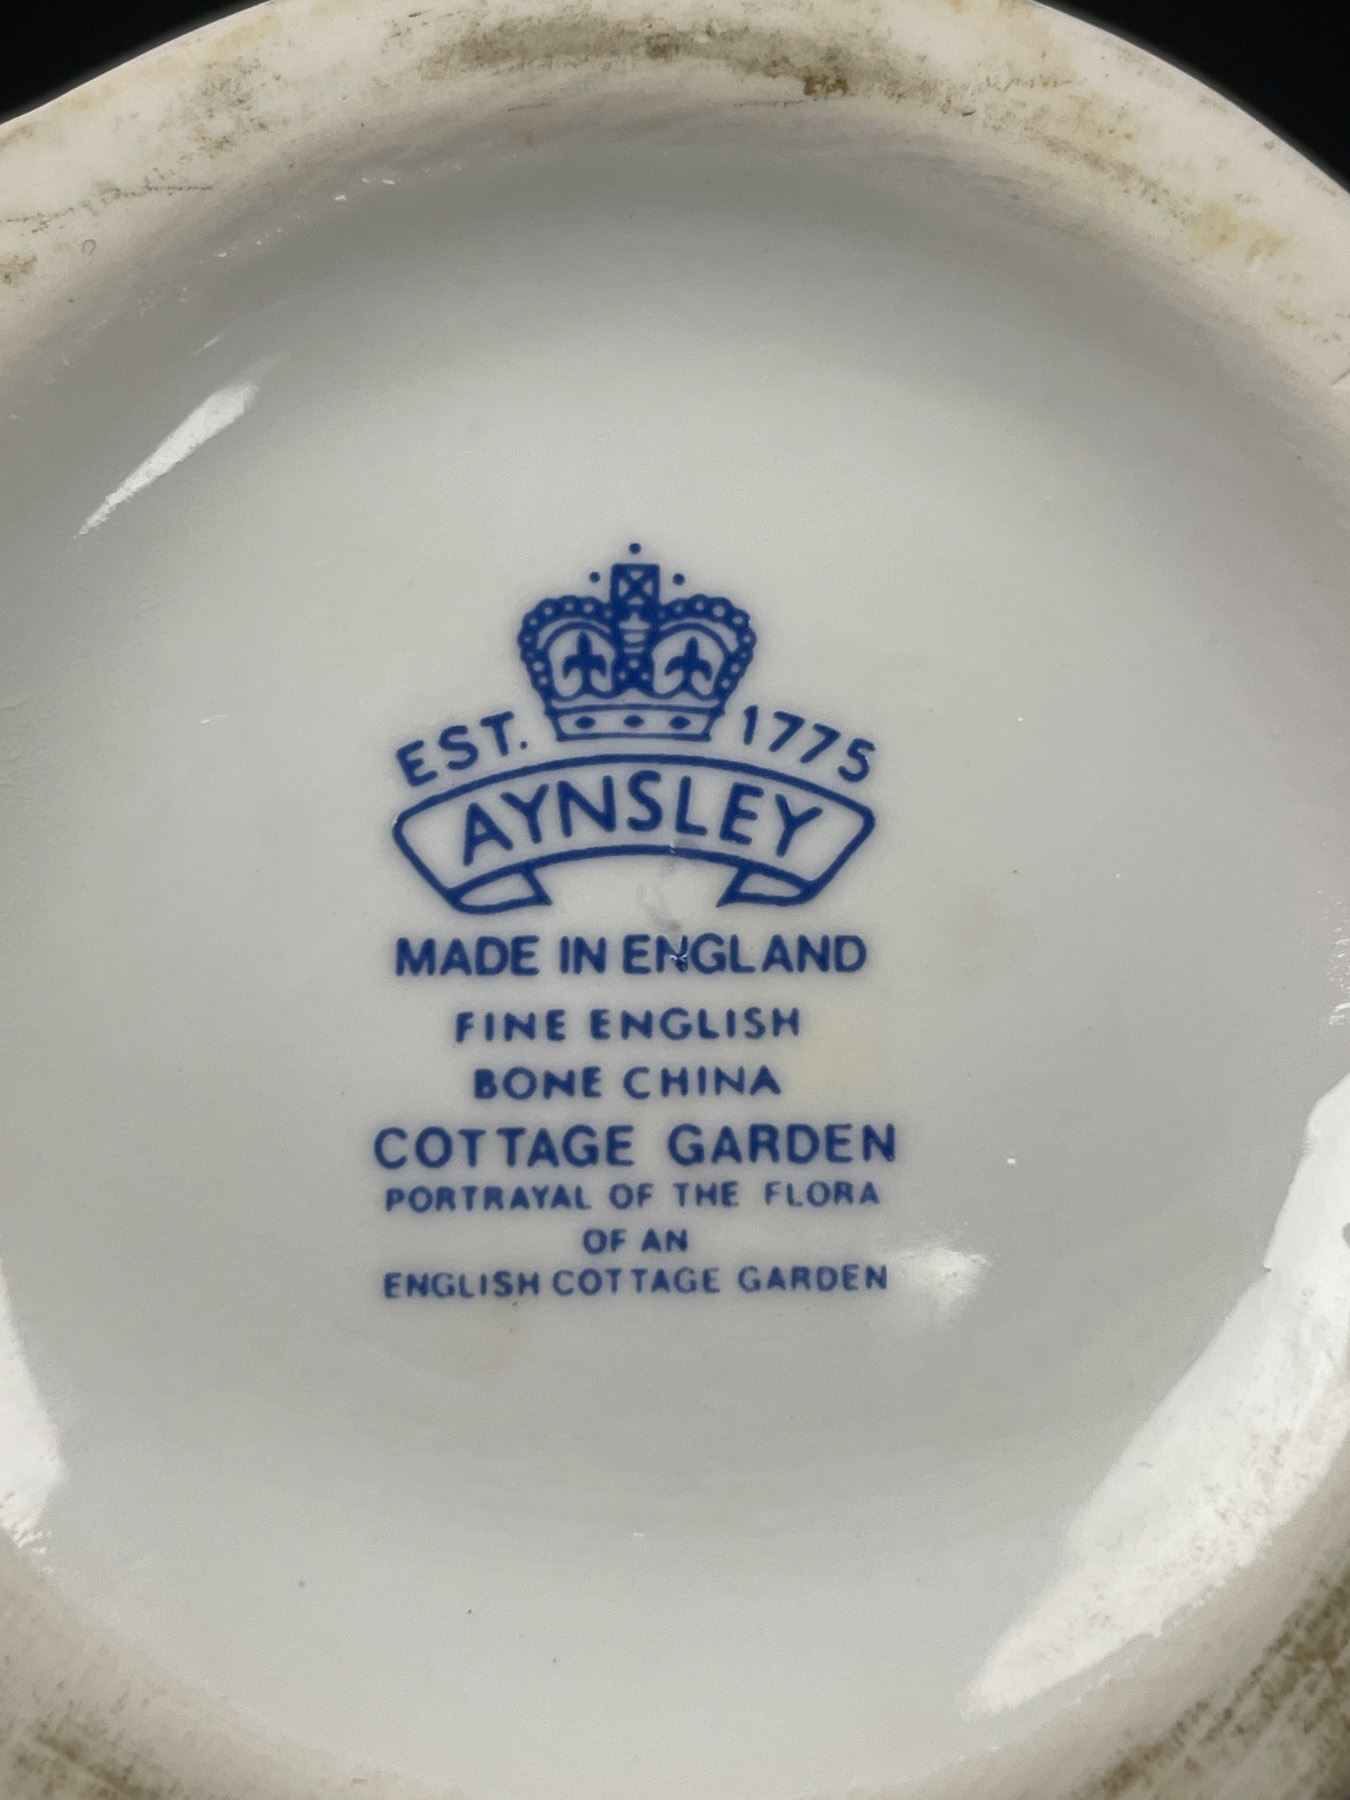 EST. 1775
AYNSLEY
MADE IN ENGLAND
FINE ENGLISH
BONE CHINA
COTTAGE GARDEN
PORTRAYAL OF THE FLORA
OF AN
ENGLISH COTTAGE GARDEN